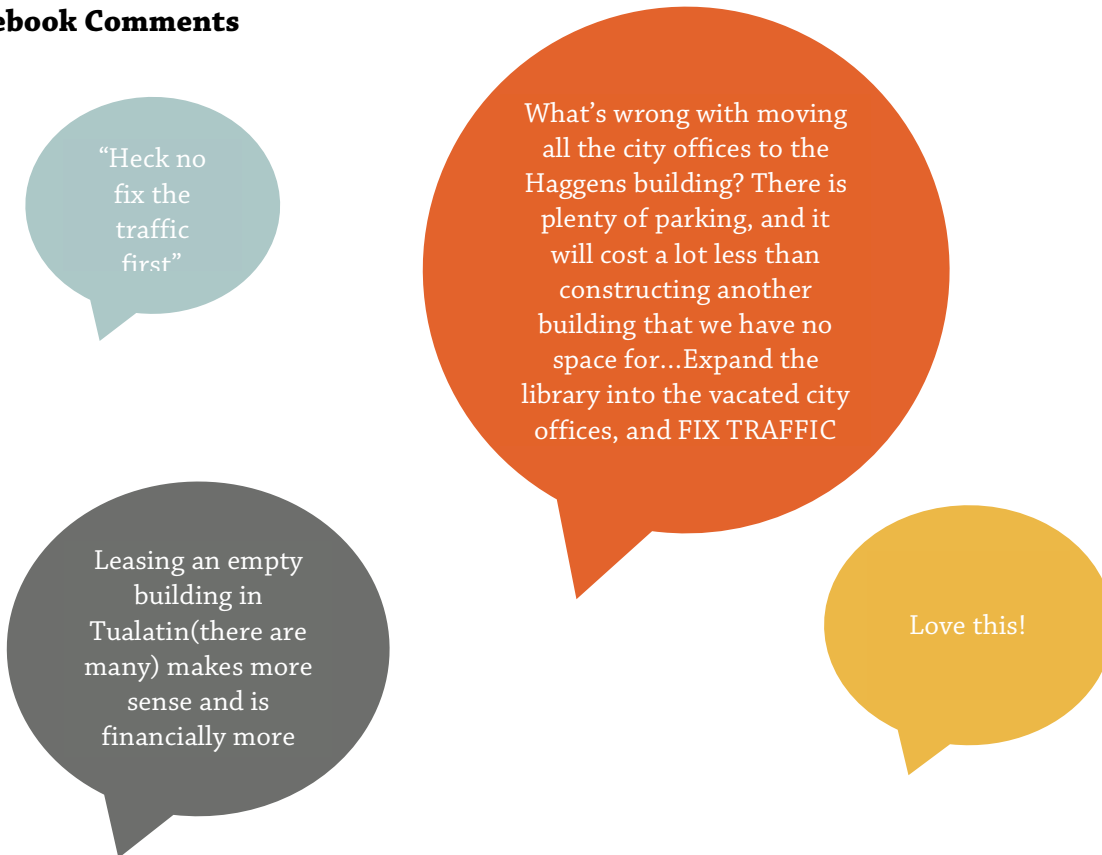 ebook Comments
“Heck no
fix the
traffic
first”
What’s wrong with moving
all the city offices to the
Haggens building? There is
plenty of parking, and it
will cost a lot less than
constructing another
building that we have no
space for...Expand the
library into the vacated city
offices, and FIX TRAFFIC
Leasing an empty
building in
Tualatin(there are
many) makes more
sense and is
financially more
Love this!